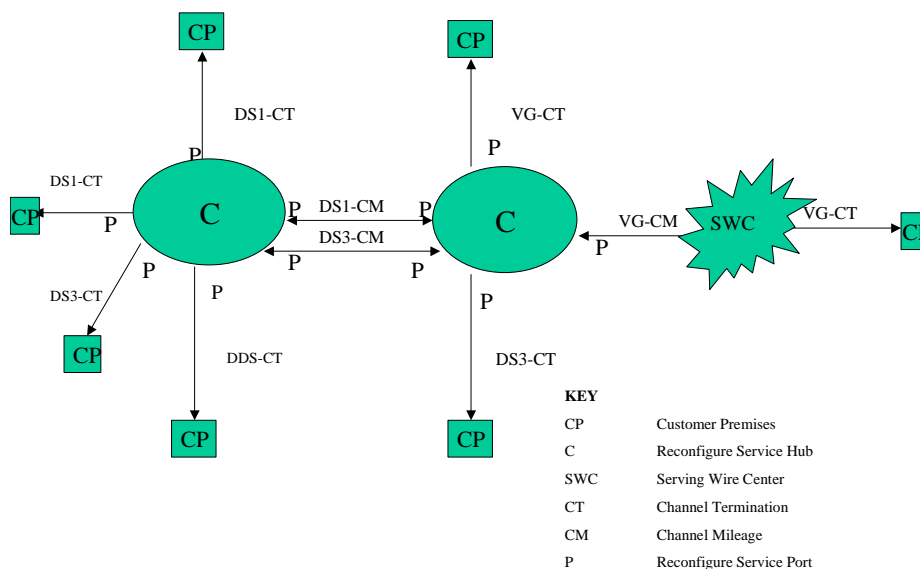 CP
CP
DS1-CT
VG-CT
P
P
DS1-CT
CP
P
C
P
DS1-CM
P
C
DS3-CM
P
P
P
VG-CM
SWC
VG-CT
CP
P
P
P
DS3-CT
CP
DDS-CT
DS3-CT
CP
CP
KEY
CP Customer Premises
C Reconfigure Service Hub
SWC Serving Wire Center
CT Channel Termination
CM Channel Mileage
P Reconfigure Service Port